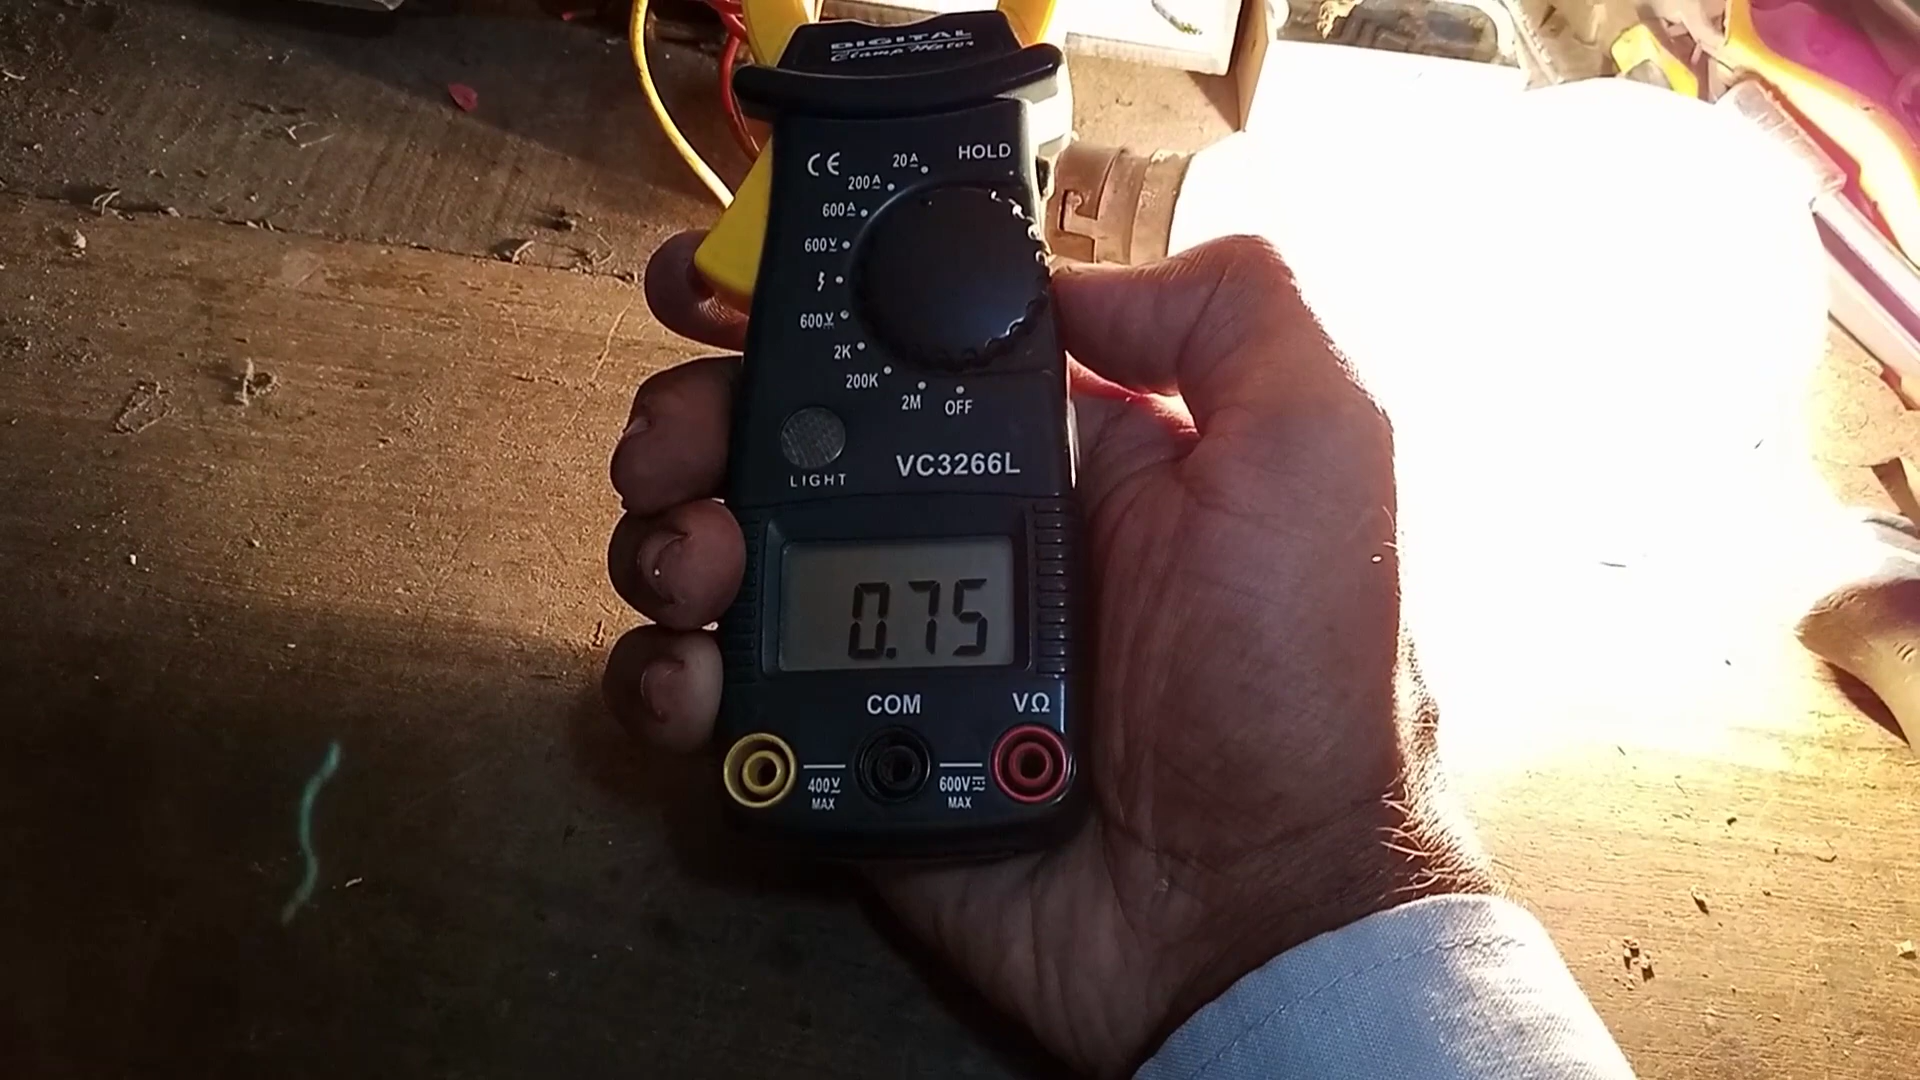 DIGITAL
Clamp Meter
CE
20A
HOLD
200A
600A
600V
600V
2K
200K
2M
OFF
LIGHT
VC3266L
0.75
COM
VΩ
400V
MAX
600V
MAX